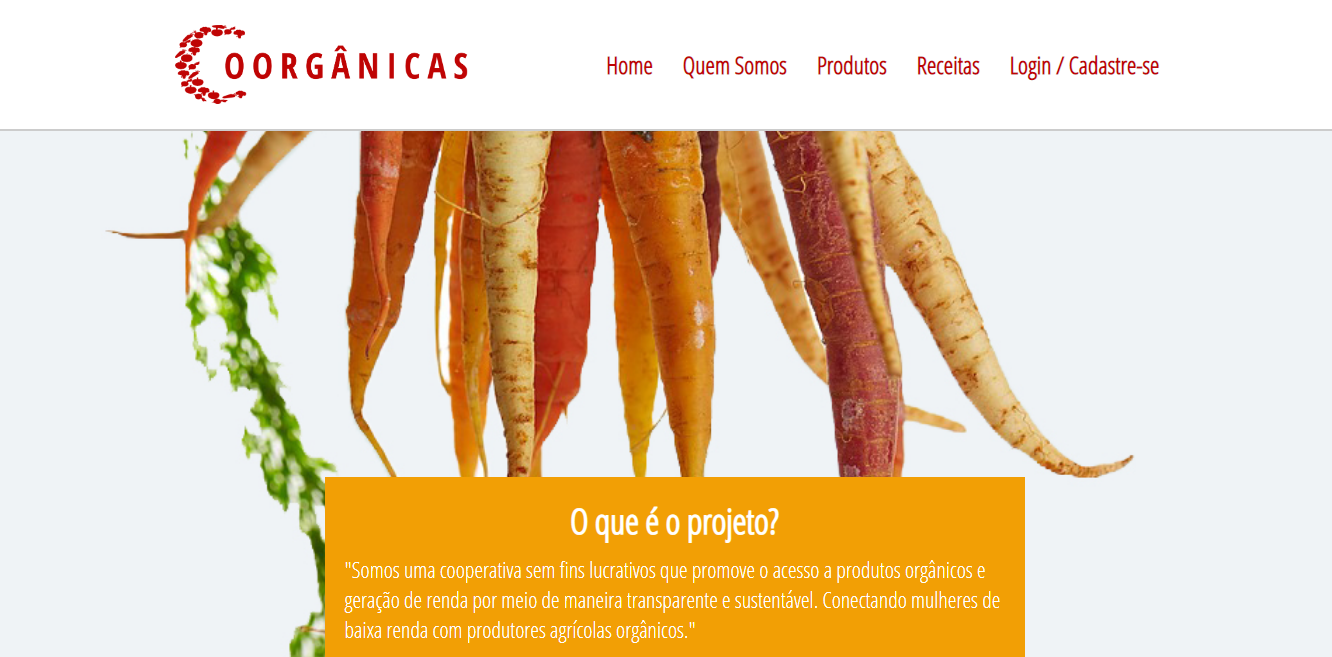 COORGÂNICAS
Home Quem Somos Produtos Receitas Login / Cadastre-se
O que é o projeto?
"Somos uma cooperativa sem fins lucrativos que promove o acesso a produtos orgânicos e
geração de renda por meio de maneira transparente e sustentável. Conectando mulheres de
baixa renda com produtores agrícolas orgânicos."